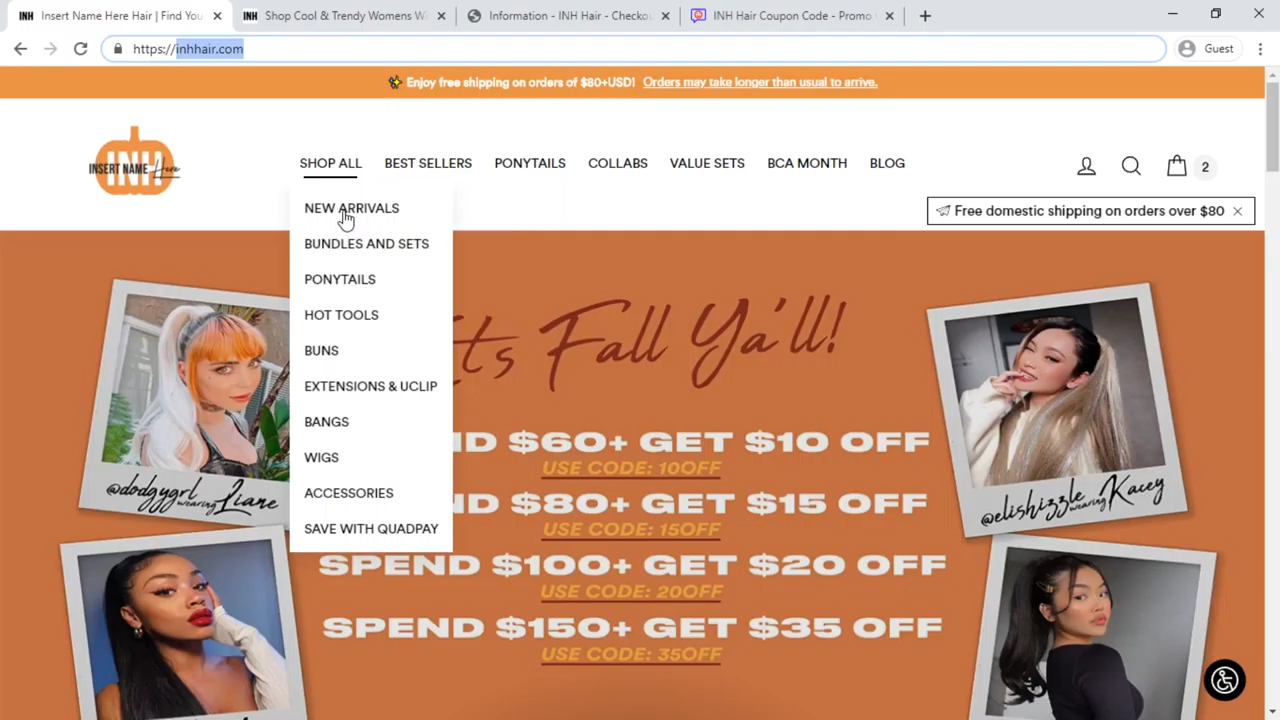 Insert Name Here Hair | Find You
INH Shop Cool & Trendy Womens Wi
Information - INH Hair - Checkou
INH Hair Coupon Code - Promo
https://inhhair.com
Guest
Enjoy free shipping on orders of $80+USD! Orders may take longer than usual to arrive.
INH
INSERT NAME Here
SHOP ALL
BEST SELLERS
PONYTAILS
COLLABS
VALUE SETS
BCA MONTH
BLOG
2
Free domestic shipping on orders over $80
NEW ARRIVALS
BUNDLES AND SETS
PONYTAILS
HOT TOOLS
BUNS
EXTENSIONS & UCLIP
BANGS
WIGS
ACCESSORIES
SAVE WITH QUADPAY
ts Fall Ya'll!
ND $60+ GET $10 OFF
USE CODE: 10OFF
ND $80+ GET $15 OFF
USE CODE: 15OFF
SPEND $100+ GET $20 OFF
USE CODE: 20OFF
SPEND $150+ GET $35 OFF
USE CODE: 35OFF
@dodgygrl wearing Liane
@elishizzle wearing Kacey